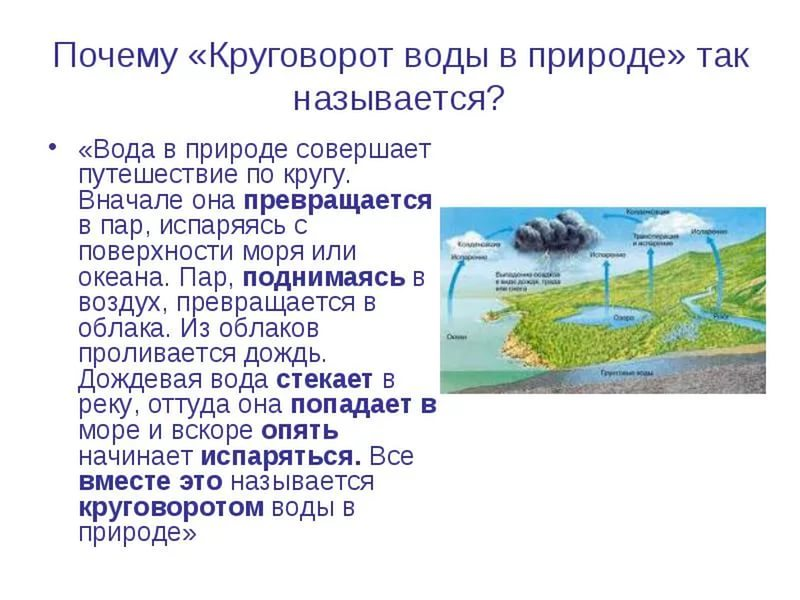 Почему «Круговорот воды в природе» так
называется?
• «Вода в природе совершает
путешествие по кругу.
Вначале она превращается
в пар, испаряясь с
поверхности моря или
океана. Пар, поднимаясь в
воздух, превращается в
облака. Из облаков
проливается дождь.
Дождевая вода стекает в
реку, оттуда она попадает в
море и вскоре опять
начинает испаряться. Все
вместе это называется
круговоротом воды в
природе»
Конденсация
Конденсация
Испарение
Транспирация
и испарение
Испарение
Испарение
Выпадение осадков
в виде дождя, града
или снега
Озеро
Река
Океан
Грунтовые воды